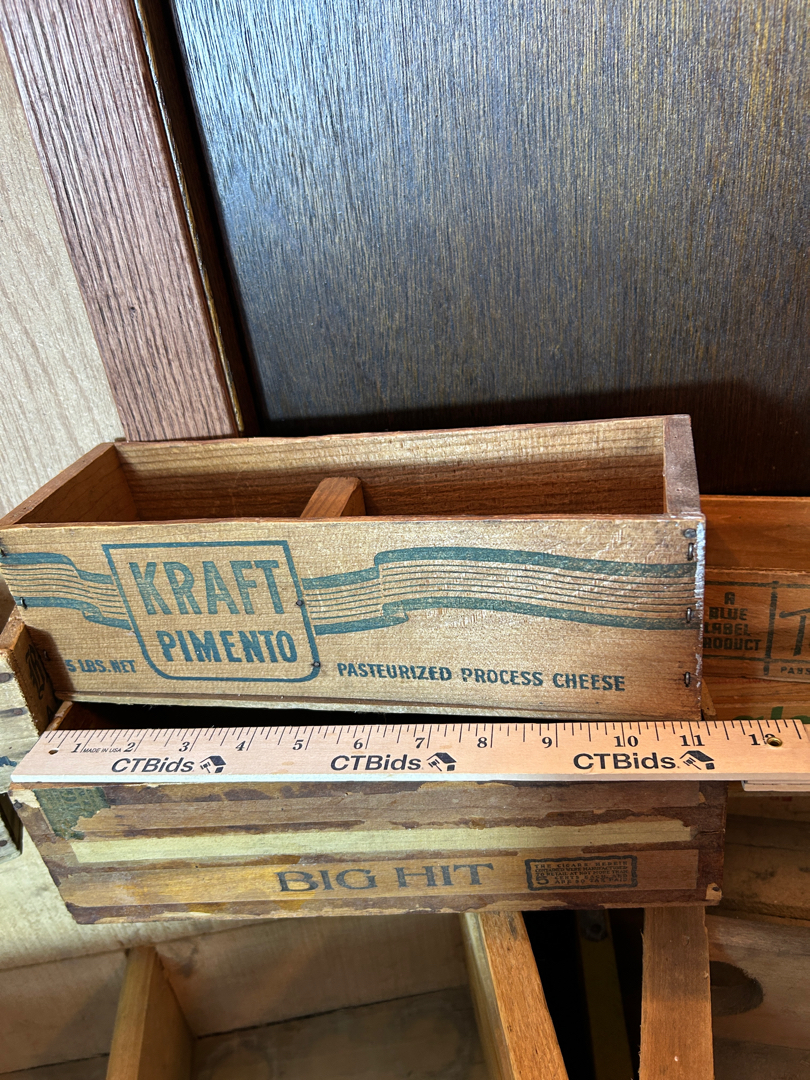 KRAFT
PIMENTO
5 LBS. NET
PASTEURIZED PROCESS CHEESE
A
BLUE
LABEL
PRODUCT
1 MADE IN USA 2 3 4 5 6 7 8 9 10 11 12
CTBids CTBids CTBids
BIG HIT